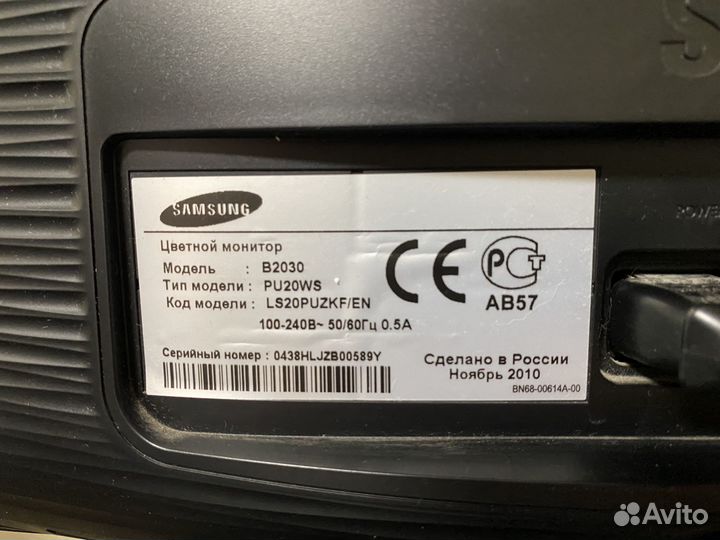 SAMSUNG
Цветной монитор
Модель : B2030
Тип модели : PU20WS
Код модели : LS20PUZKF/EN
100-240В~ 50/60Гц 0.5А
CE
РСТ
АВ57
Серийный номер : 0438HLJZB00589Y
Сделано в России
Ноябрь 2010
BN68-00614A-00
Avito